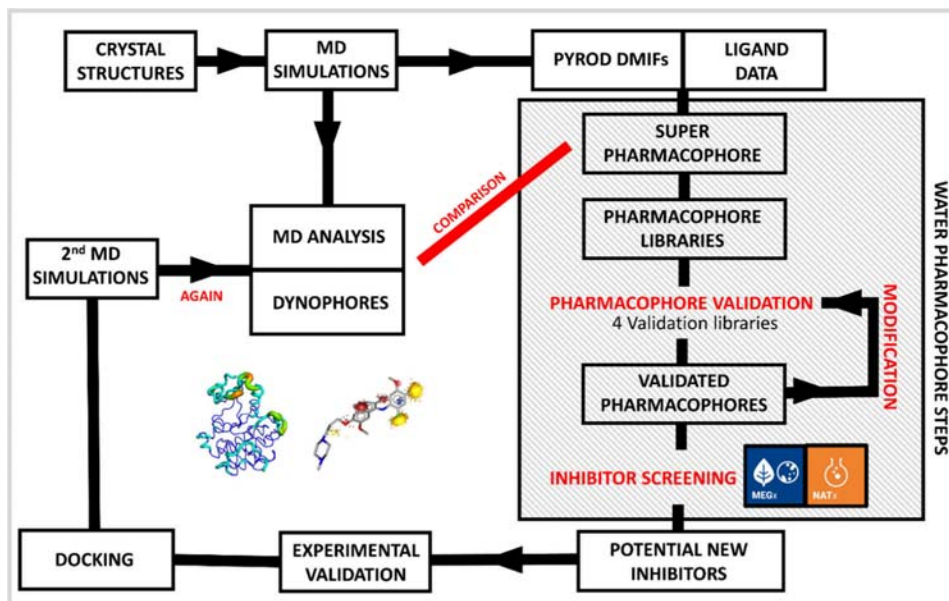 CRYSTAL
STRUCTURES
MD
SIMULATIONS
PYROD DMIFs
LIGAND
DATA
SUPER
PHARMACOPHORE
PHARMACOPHORE
LIBRARIES
PHARMACOPHORE VALIDATION
4 Validation libraries
VALIDATED
PHARMACOPHORES
MODIFICATION
INHIBITOR SCREENING
MEGx
NATx
WATER PHARMACOPHORE STEPS
COMPARISON
MD ANALYSIS
DYNOPHORES
2nd MD
SIMULATIONS
AGAIN
DOCKING
EXPERIMENTAL
VALIDATION
POTENTIAL NEW
INHIBITORS